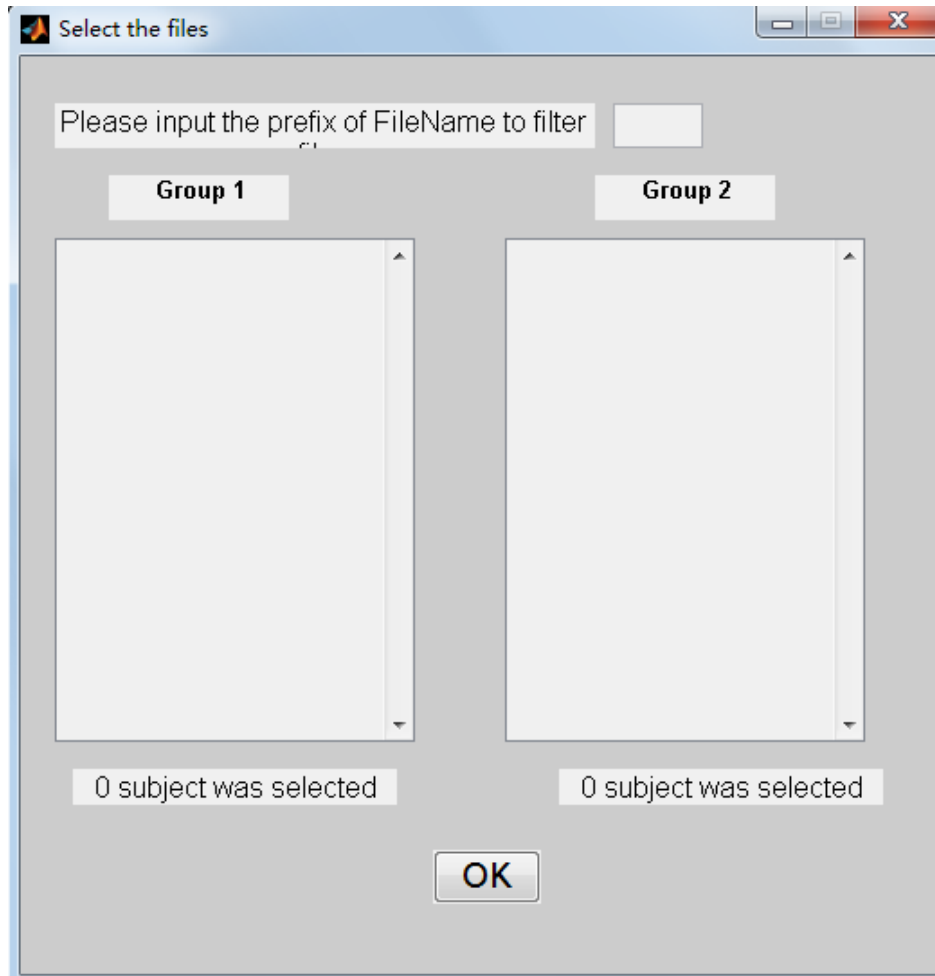 Select the files
Please input the prefix of FileName to filter
Group 1
Group 2
0 subject was selected
0 subject was selected
OK